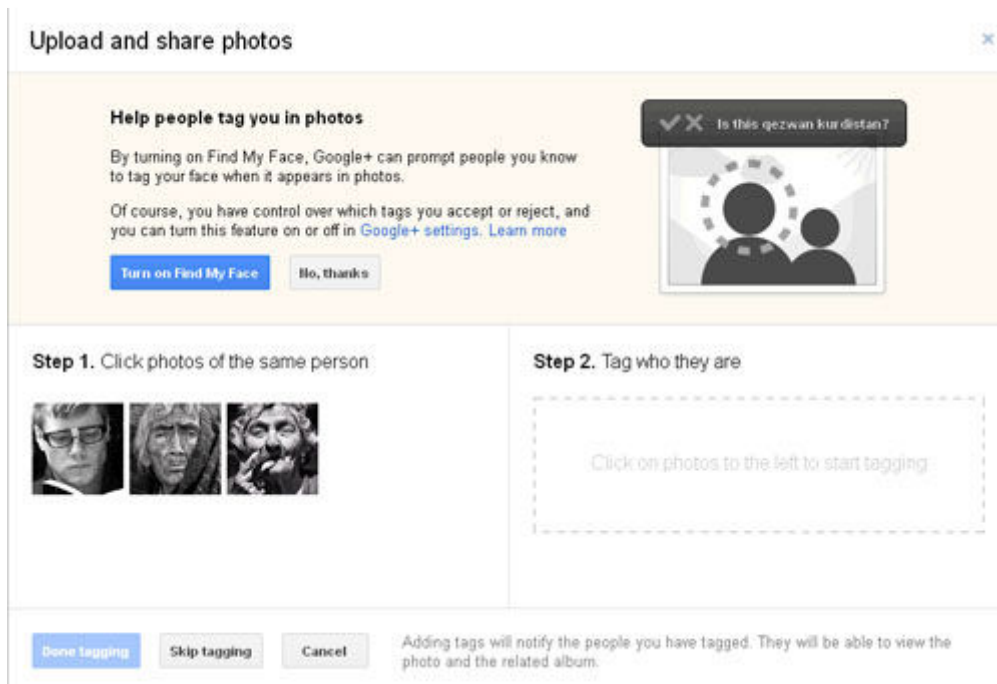 Upload and share photos
Help people tag you in photos
By turning on Find My Face, Google+ can prompt people you know
to tag your face when it appears in photos.
Of course, you have control over which tags you accept or reject, and
you can turn this feature on or off in Google+ settings. Learn more
Turn on Find My Face
No, thanks
Is this qezwan kurdistan?
Step 1. Click photos of the same person
Step 2. Tag who they are
Click on photos to the left to start tagging
Done tagging
Skip tagging
Cancel
Adding tags will notify the people you have tagged. They will be able to view the
photo and the related album.